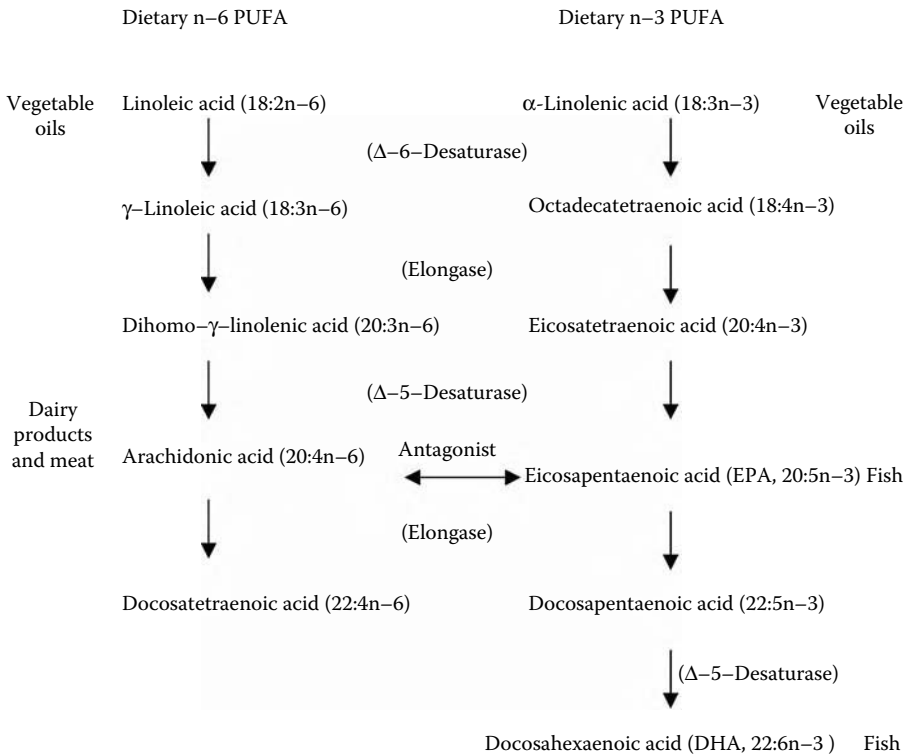 Dietary n–6 PUFA Dietary n–3 PUFA
Vegetable oils Linoleic acid (18:2n–6) α-Linolenic acid (18:3n–3) Vegetable oils
(Δ–6–Desaturase)
γ–Linoleic acid (18:3n–6) Octadecatetraenoic acid (18:4n–3)
(Elongase)
Dihomo–γ–linolenic acid (20:3n–6) Eicosatetraenoic acid (20:4n–3)
(Δ–5–Desaturase)
Dairy products and meat Arachidonic acid (20:4n–6) Antagonist Eicosapentaenoic acid (EPA, 20:5n–3) Fish
(Elongase)
Docosatetraenoic acid (22:4n–6) Docosapentaenoic acid (22:5n–3)
(Δ–5–Desaturase)
Docosahexaenoic acid (DHA, 22:6n–3 ) Fish